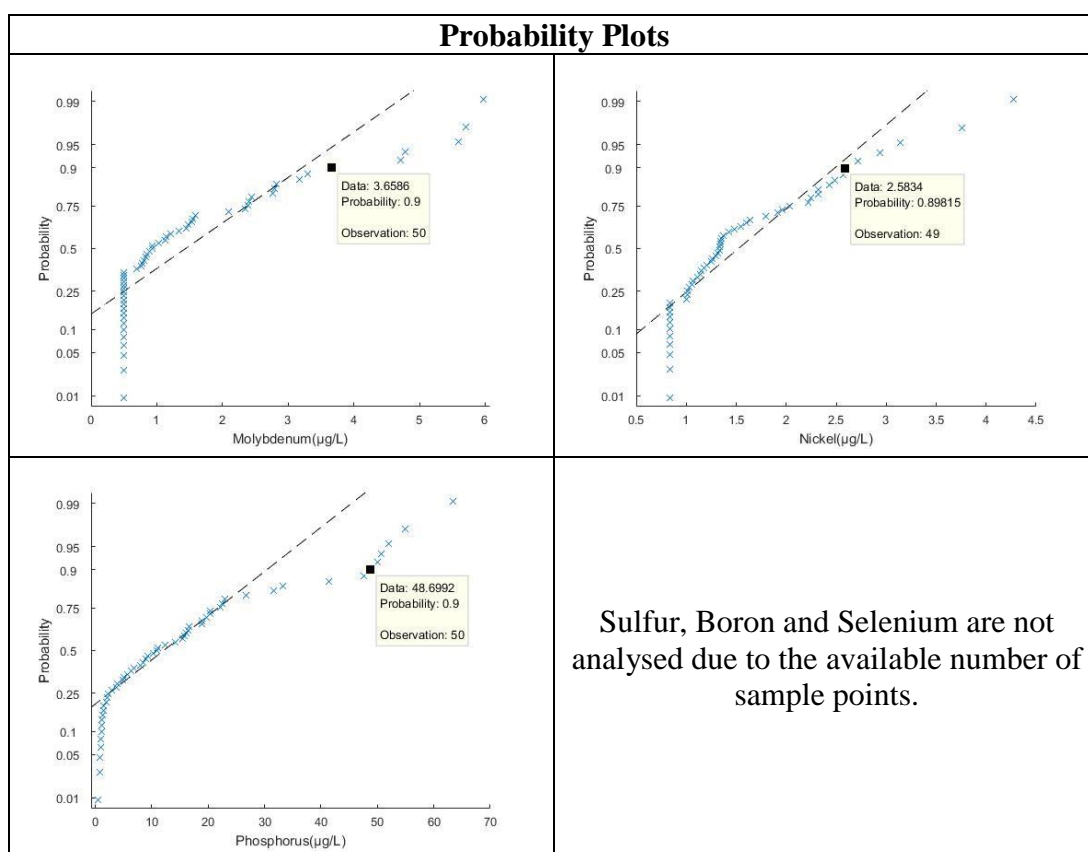 Probability Plots
0.99
0.95
0.9
0.75
0.5
0.25
0.1
0.05
0.01
Probability
Data: 3.6586
Probability: 0.9
Observation: 50
0
1
2
3
4
5
6
Molybdenum(µg/L)
0.99
0.95
0.9
0.75
0.5
0.25
0.1
0.05
0.01
Probability
Data: 2.5834
Probability: 0.89815
Observation: 49
0.5
1
1.5
2
2.5
3
3.5
4
4.5
Nickel(µg/L)
0.99
0.95
0.9
0.75
0.5
0.25
0.1
0.05
0.01
Probability
Data: 48.6992
Probability: 0.9
Observation: 50
0
10
20
30
40
50
60
70
Phosphorus(µg/L)
Sulfur, Boron and Selenium are not
analysed due to the available number of
sample points.